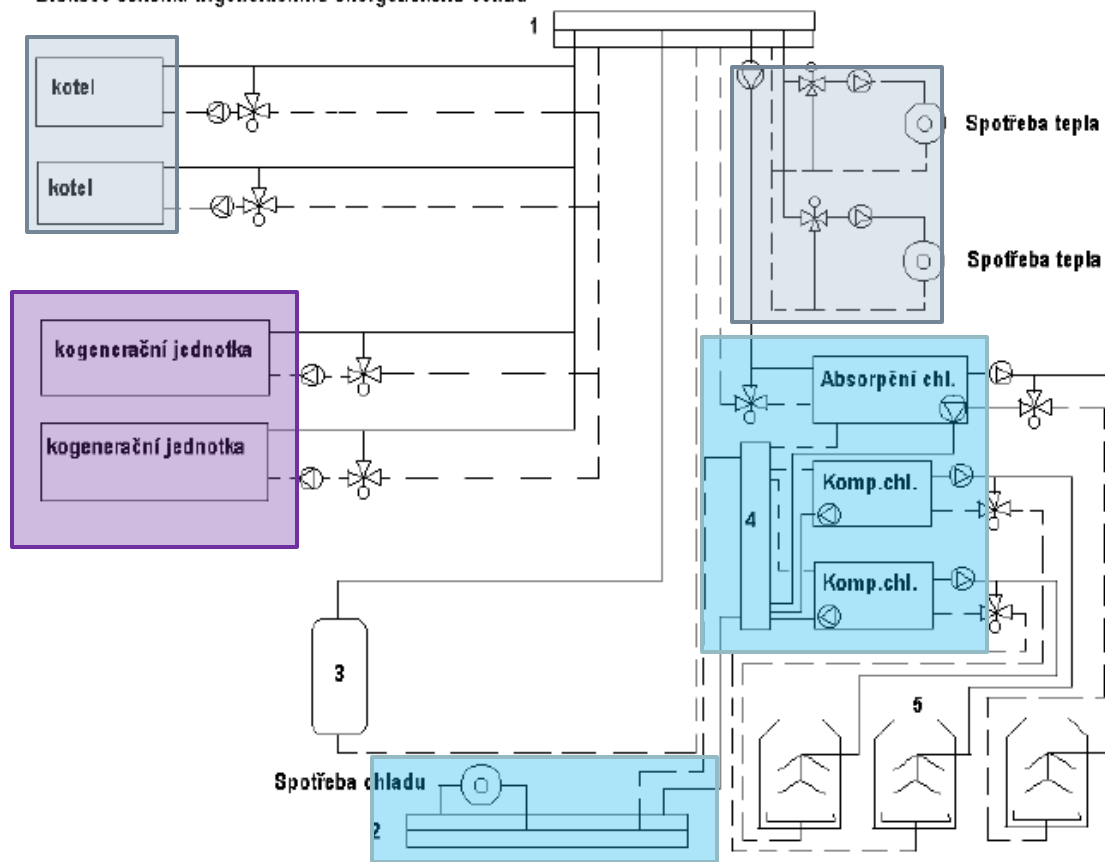 1
kotel
kotel
Spotřeba tepla
Spotřeba tepla
kogenerační jednotka
kogenerační jednotka
Absorpční chl.
Komp.chl.
4
Komp.chl.
3
5
Spotřeba chladu
2